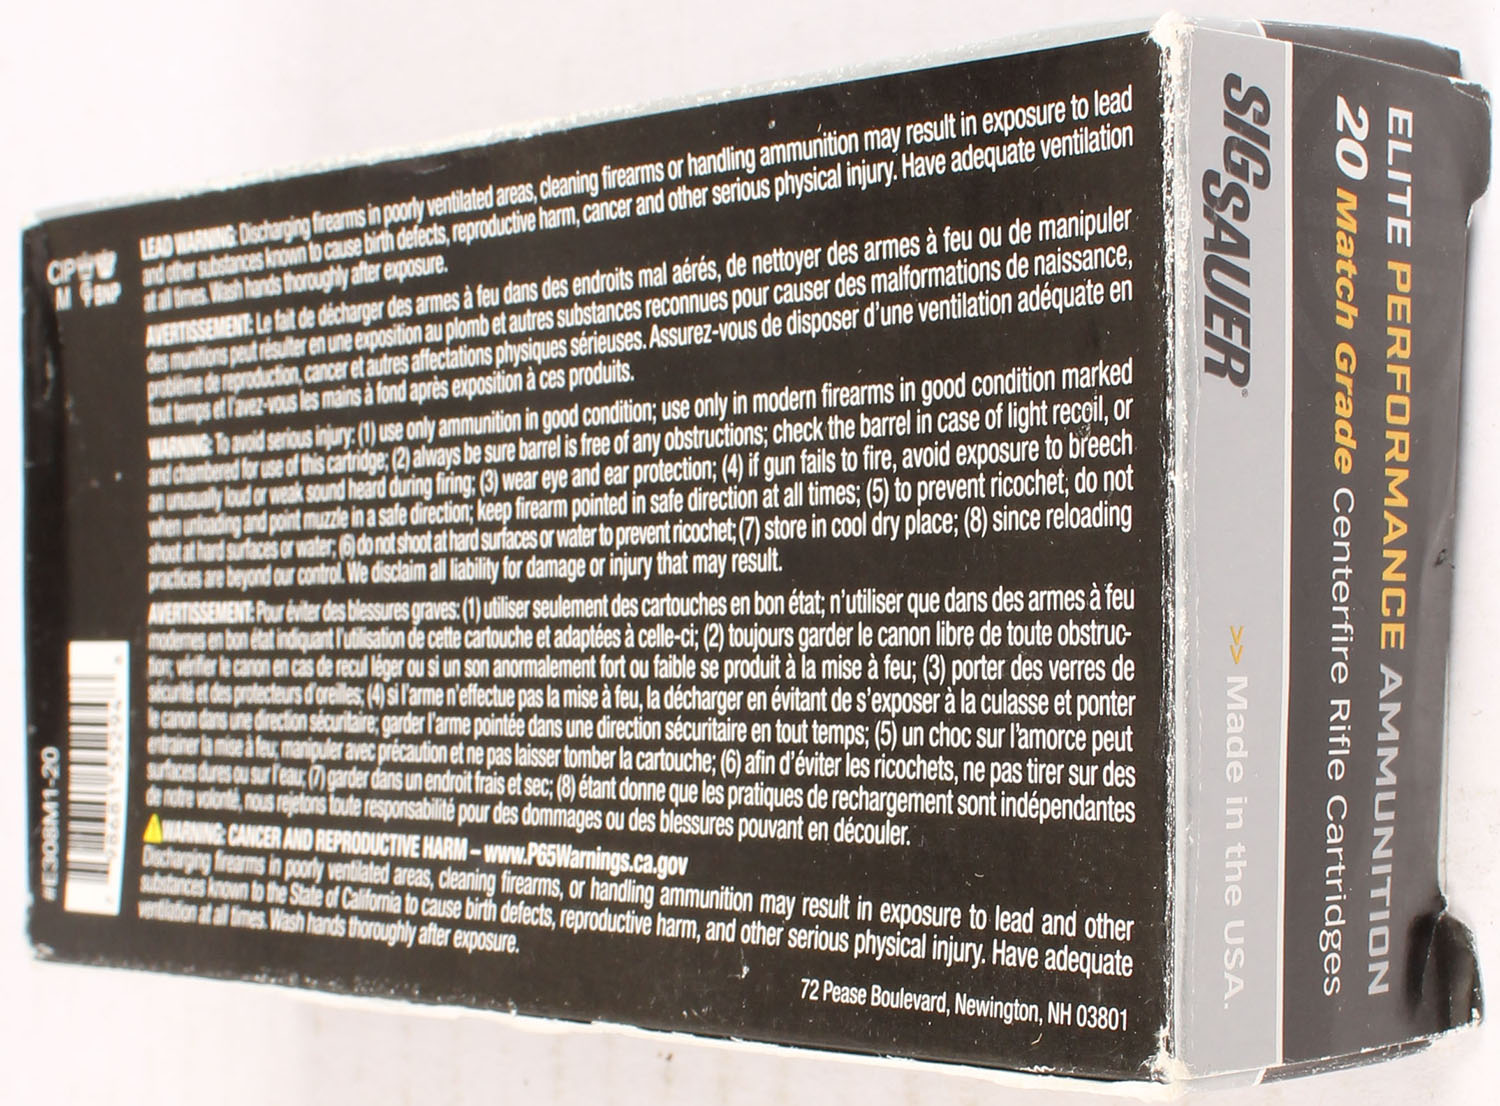 CIP
M BNP
LEAD WARNING: Discharging firearms in poorly ventilated areas, cleaning firearms or handling ammunition may result in exposure to lead
and other substances known to cause birth defects, reproductive harm, cancer and other serious physical injury. Have adequate ventilation
at all times. Wash hands thoroughly after exposure.
AVERTISSEMENT: Le fait de décharger des armes à feu dans des endroits mal aérés, de nettoyer des armes à feu ou de manipuler
des munitions peut résulter en une exposition au plomb et autres substances reconnues pour causer des malformations de naissance,
problème de reproduction, cancer et autres affectations physiques sérieuses. Assurez-vous de disposer d'une ventilation adéquate en
tout temps et l'avez-vous les mains à fond après exposition à ces produits.
WARNING: To avoid serious injury: (1) use only ammunition in good condition; use only in modern firearms in good condition marked
and chambered for use of this cartridge; (2) always be sure barrel is free of any obstructions; check the barrel in case of light recoil, or
an unusually loud or weak sound heard during firing; (3) wear eye and ear protection; (4) if gun fails to fire, avoid exposure to breech
when unloading and point muzzle in a safe direction; keep firearm pointed in safe direction at all times; (5) to prevent ricochet, do not
shoot at hard surfaces or water; (6) do not shoot at hard surfaces or water to prevent ricochet; (7) store in cool dry place; (8) since reloading
practices are beyond our control. We disclaim all liability for damage or injury that may result.
AVERTISSEMENT: Pour éviter des blessures graves: (1) utiliser seulement des cartouches en bon état; n'utiliser que dans des armes à feu
modernes en bon état indiquant l'utilisation de cette cartouche et adaptées à celle-ci; (2) toujours garder le canon libre de toute obstruc-
tion; vérifier le canon en cas de recul léger ou si un son anormalement fort ou faible se produit à la mise à feu; (3) porter des verres de
sécurité et des protecteurs d'oreilles; (4) si l'arme n'effectue pas la mise à feu, la décharger en évitant de s'exposer à la culasse et ponter
le canon dans une direction sécuritaire; garder l'arme pointée dans une direction sécuritaire en tout temps; (5) un choc sur l'amorce peut
entrainer la mise à feu; manipuler avec précaution et ne pas laisser tomber la cartouche; (6) afin d'éviter les ricochets, ne pas tirer sur des
surfaces dures ou sur l'eau; (7) garder dans un endroit frais et sec; (8) étant donne que les pratiques de rechargement sont indépendantes
de notre volonté, nous rejetons toute responsabilité pour des dommages ou des blessures pouvant en découler.
WARNING: CANCER AND REPRODUCTIVE HARM – www.P65Warnings.ca.gov
Discharging firearms in poorly ventilated areas, cleaning firearms, or handling ammunition may result in exposure to lead and other
substances known to the State of California to cause birth defects, reproductive harm, and other serious physical injury. Have adequate
ventilation at all times. Wash hands thoroughly after exposure.
72 Pease Boulevard, Newington, NH 03801
#E308M1-20
SIG SAUER®
>> Made in the USA.
ELITE PERFORMANCE AMMUNITION
20 Match Grade Centerfire Rifle Cartridges